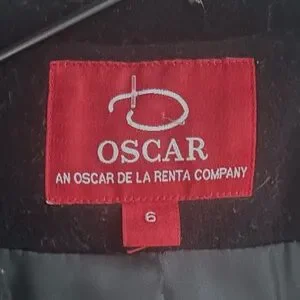 OSCAR
AN OSCAR DE LA RENTA COMPANY
6